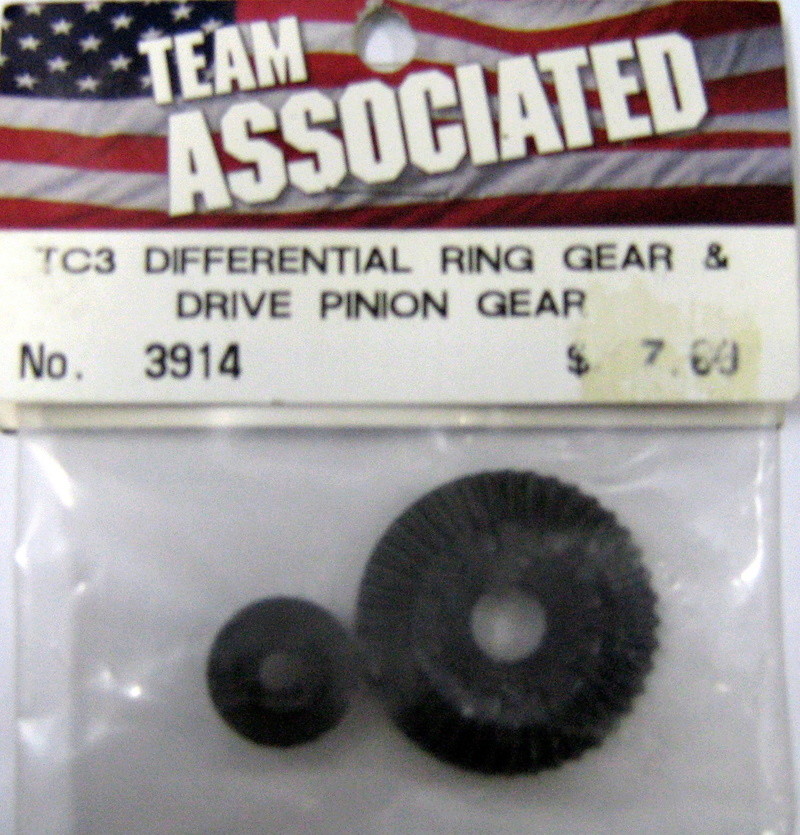 TEAM
ASSOCIATED
TC3 DIFFERENTIAL RING GEAR &
DRIVE PINION GEAR
No. 3914 $